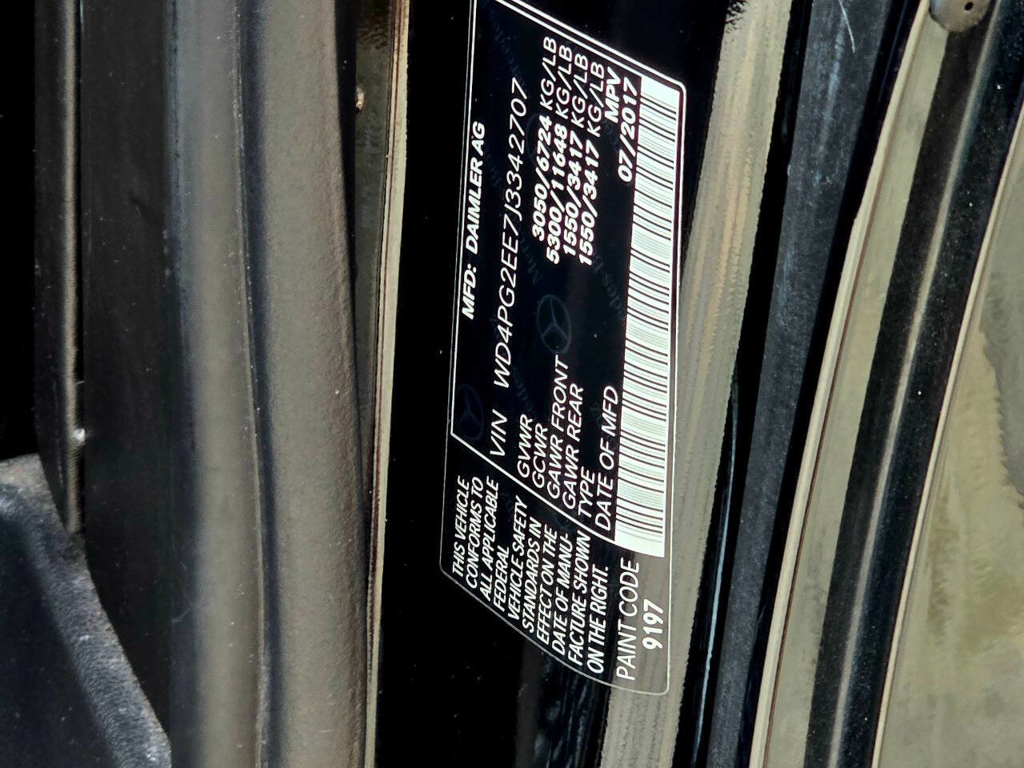 MFD: DAIMLER AG
VIN WD4PG2EE7J3342707
GVWR 3050/6724 KG/LB
GCWR 5300/11648 KG/LB
GAWR FRONT 1550/3417 KG/LB
GAWR REAR 1550/3417 KG/LB
TYPE MPV
DATE OF MFD 07/2017
THIS VEHICLE
CONFORMS TO
ALL APPLICABLE
FEDERAL
VEHICLE SAFETY
STANDARDS IN
EFFECT ON THE
DATE OF MANU-
FACTURE SHOWN
ON THE RIGHT.
PAINT CODE
9197